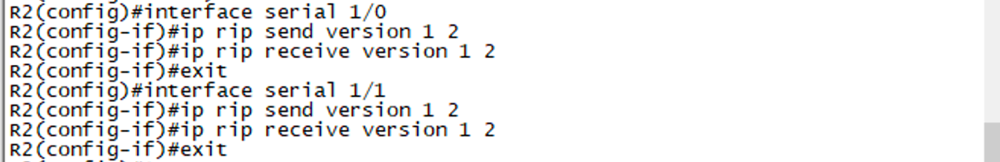 R2(config)#interface serial 1/0
R2(config-if)#ip rip send version 1 2
R2(config-if)#ip rip receive version 1 2
R2(config-if)#exit
R2(config)#interface serial 1/1
R2(config-if)#ip rip send version 1 2
R2(config-if)#ip rip receive version 1 2
R2(config-if)#exit